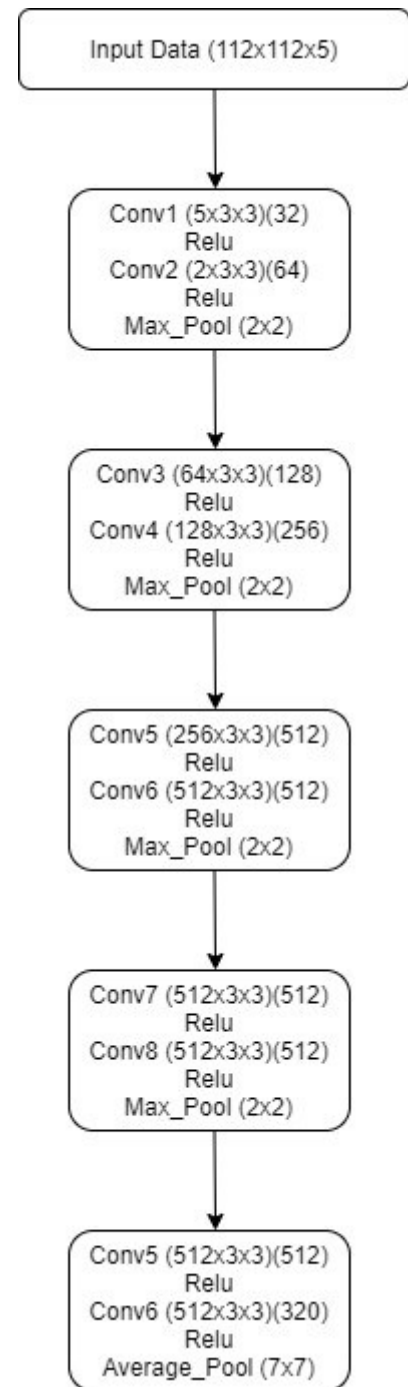 Input Data (112x112x5)
Conv1 (5x3x3)(32)
Relu
Conv2 (2x3x3)(64)
Relu
Max_Pool (2x2)
Conv3 (64x3x3)(128)
Relu
Conv4 (128x3x3)(256)
Relu
Max_Pool (2x2)
Conv5 (256x3x3)(512)
Relu
Conv6 (512x3x3)(512)
Relu
Max_Pool (2x2)
Conv7 (512x3x3)(512)
Relu
Conv8 (512x3x3)(512)
Relu
Max_Pool (2x2)
Conv5 (512x3x3)(512)
Relu
Conv6 (512x3x3)(320)
Relu
Average_Pool (7x7)